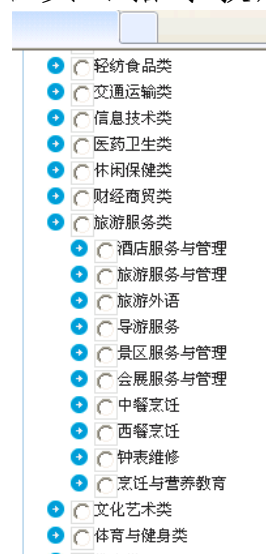 轻纺食品类
交通运输类
信息技术类
医药卫生类
休闲保健类
财经商贸类
旅游服务类
酒店服务与管理
旅游服务与管理
旅游外语
导游服务
景区服务与管理
会展服务与管理
中餐烹饪
西餐烹饪
钟表维修
烹饪与营养教育
文化艺术类
体育与健身类